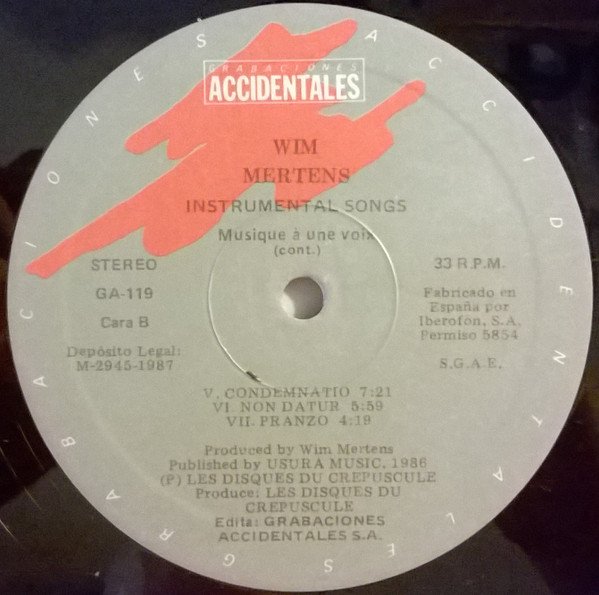 GRABACIONES ACCIDENTALES
GRABACIONES
ACCIDENTALES
WIM
MERTENS
INSTRUMENTAL SONGS
Musique à une voix
(cont.)
STEREO
GA-119
Cara B
Depósito Legal:
M-2945-1987
33 R.P.M.
Fabricado en
España por
Iberofón, S.A.
Permiso 5854
S.G.A.E.
V. CONDEMNATIO 7:21
VI. NON DATUR 5:59
VII. PRANZO 4:19
Produced by Wim Mertens
Published by USURA MUSIC, 1986
(P) LES DISQUES DU CREPUSCULE
Produce: LES DISQUES DU
CREPUSCULE
Edita: GRABACIONES
ACCIDENTALES S.A.